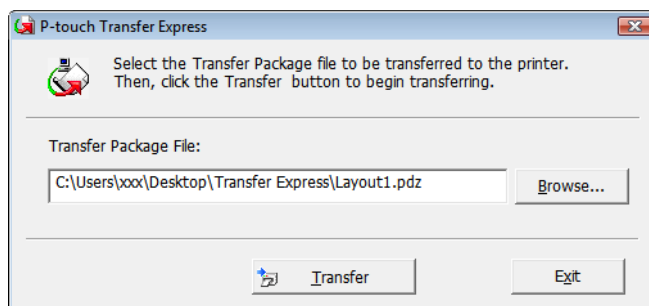 P-touch Transfer Express
Select the Transfer Package file to be transferred to the printer.
Then, click the Transfer button to begin transferring.
Transfer Package File:
C:\Users\xxx\Desktop\Transfer Express\Layout1.pdz
Browse...
Transfer
Exit